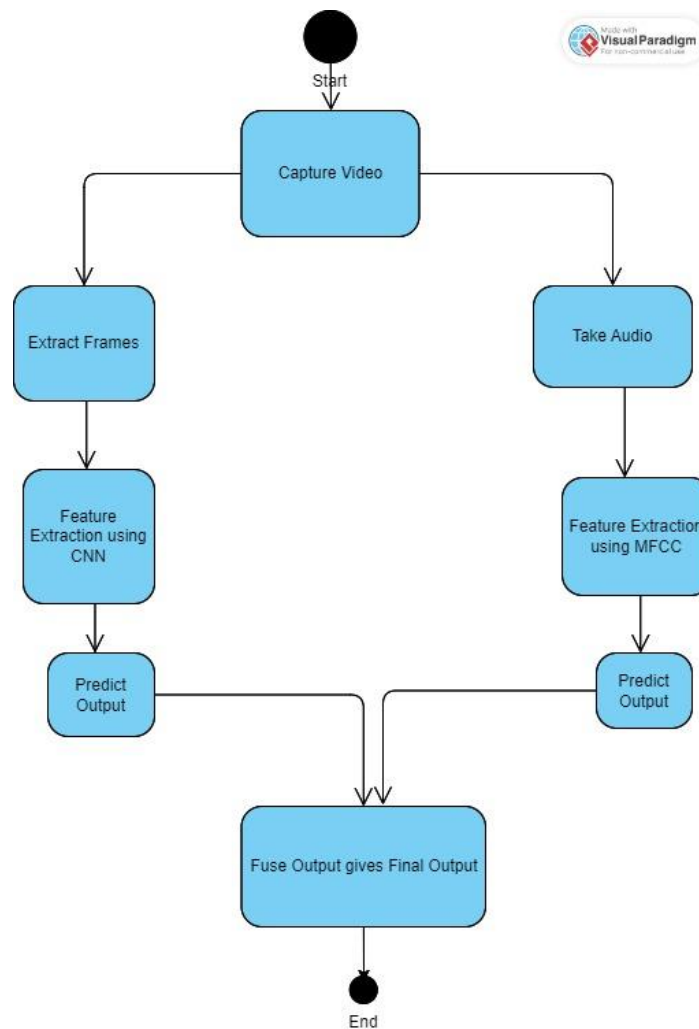 Made with
Visual Paradigm
For non-commercial use
Start
Capture Video
Extract Frames
Take Audio
Feature
Extraction using
CNN
Feature Extraction
using MFCC
Predict
Output
Predict
Output
Fuse Output gives Final Output
End